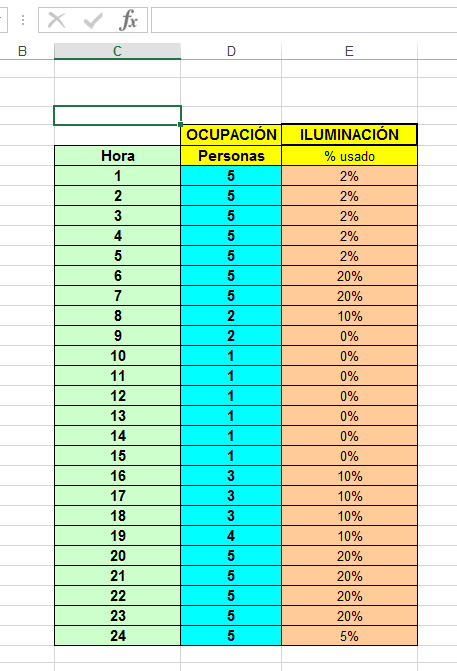 fx
B C D E
OCUPACIÓN ILUMINACIÓN
Hora Personas % usado
1 5 2%
2 5 2%
3 5 2%
4 5 2%
5 5 2%
6 5 20%
7 5 20%
8 2 10%
9 2 0%
10 1 0%
11 1 0%
12 1 0%
13 1 0%
14 1 0%
15 1 0%
16 3 10%
17 3 10%
18 3 10%
19 4 10%
20 5 20%
21 5 20%
22 5 20%
23 5 20%
24 5 5%